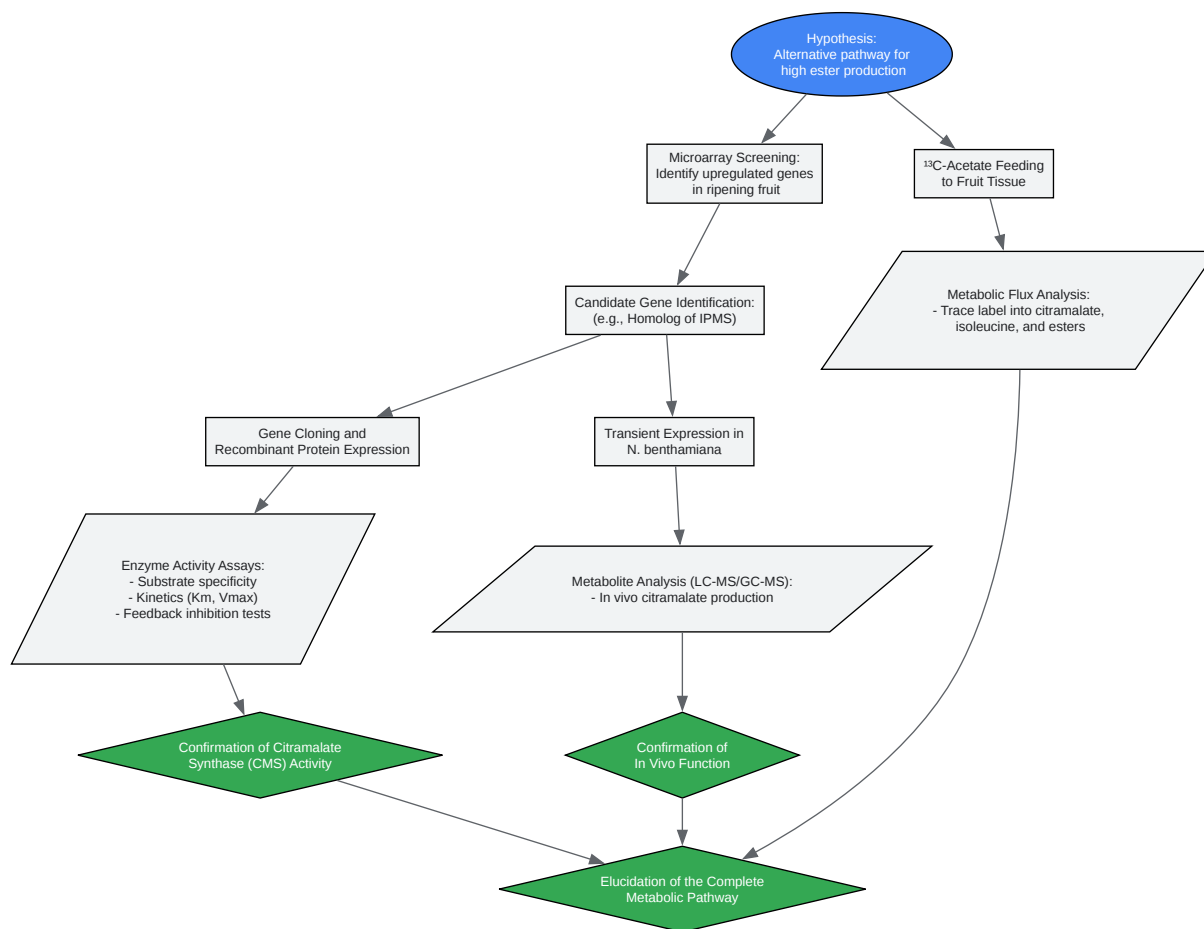 Hypothesis:
Alternative pathway for
high ester production
Microarray Screening:
Identify upregulated genes
in ripening fruit
¹³C-Acetate Feeding
to Fruit Tissue
Candidate Gene Identification:
(e.g., Homolog of IPMS)
Metabolic Flux Analysis:
- Trace label into citramalate,
isoleucine, and esters
Gene Cloning and
Recombinant Protein Expression
Transient Expression in
N. benthamiana
Enzyme Activity Assays:
- Substrate specificity
- Kinetics (Km, Vmax)
- Feedback inhibition tests
Metabolite Analysis (LC-MS/GC-MS):
- In vivo citramalate production
Confirmation of Citramalate
Synthase (CMS) Activity
Confirmation of
In Vivo Function
Elucidation of the Complete
Metabolic Pathway